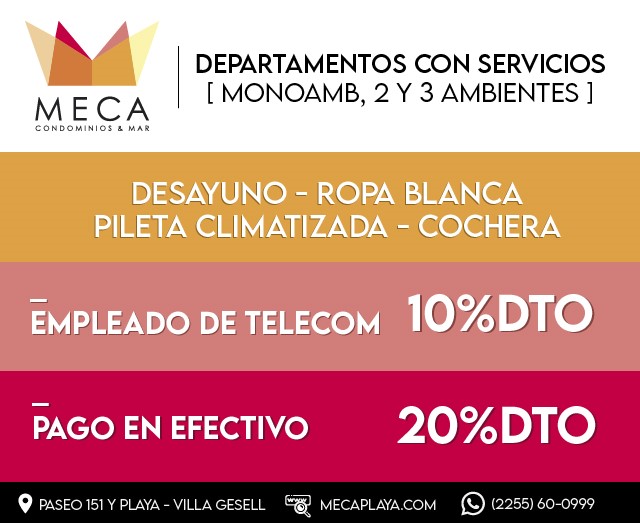 MECA
CONDOMINIOS & MAR
DEPARTAMENTOS CON SERVICIOS
[ MONOAMB, 2 Y 3 AMBIENTES ]
DESAYUNO - ROPA BLANCA
PILETA CLIMATIZADA - COCHERA
EMPLEADO DE TELECOM 10%DTO
PAGO EN EFECTIVO 20%DTO
PASEO 151 Y PLAYA - VILLA GESELL www MECAPLAYA.COM (2255) 60-0999